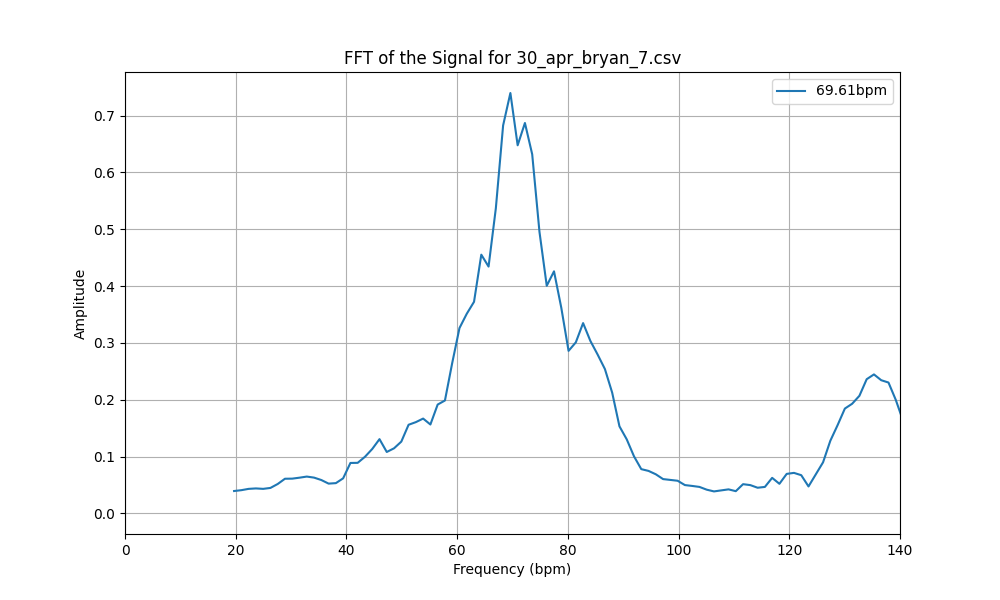 FFT of the Signal for 30_apr_bryan_7.csv
69.61bpm
Amplitude
0.7
0.6
0.5
0.4
0.3
0.2
0.1
0.0
0 20 40 60 80 100 120 140
Frequency (bpm)